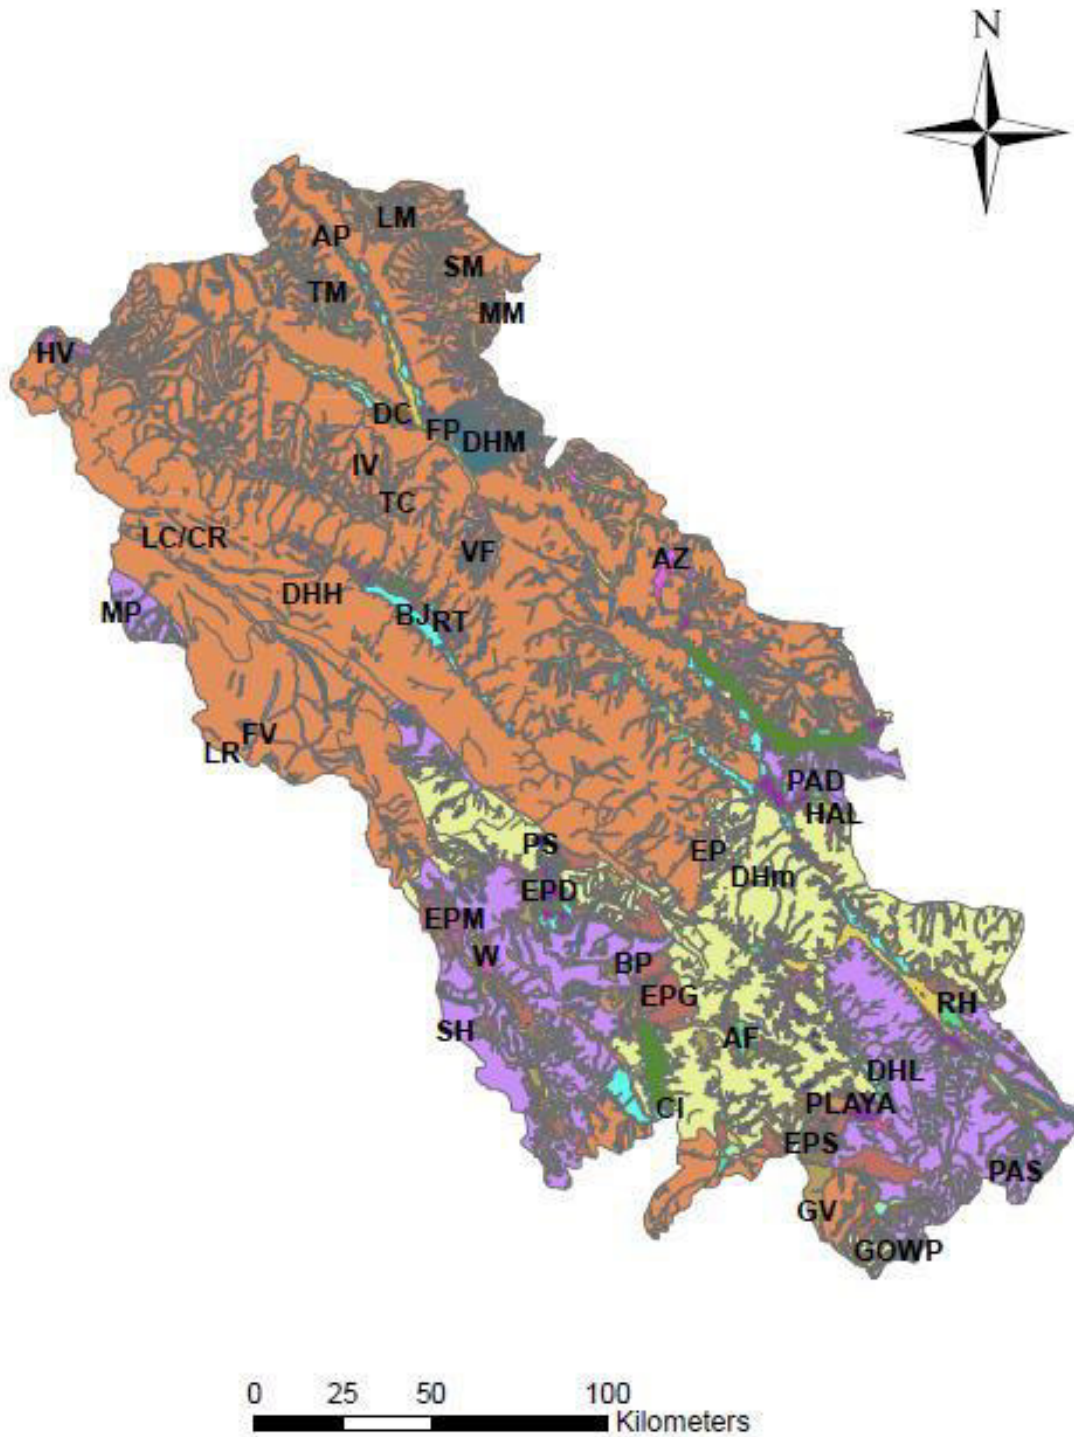 N
LM
AP
SM
TM
MM
HV
DC
FP
DHM
IV
TC
LC/CR
VF
AZ
DHH
MP
BJ
RT
FV
LR
PAD
HAL
PS
EP
DHm
EPD
EPM
W
BP
EPG
RH
SH
AF
DHL
CI
PLAYA
EPS
PAS
GV
GOWP
0 25 50 100
Kilometers